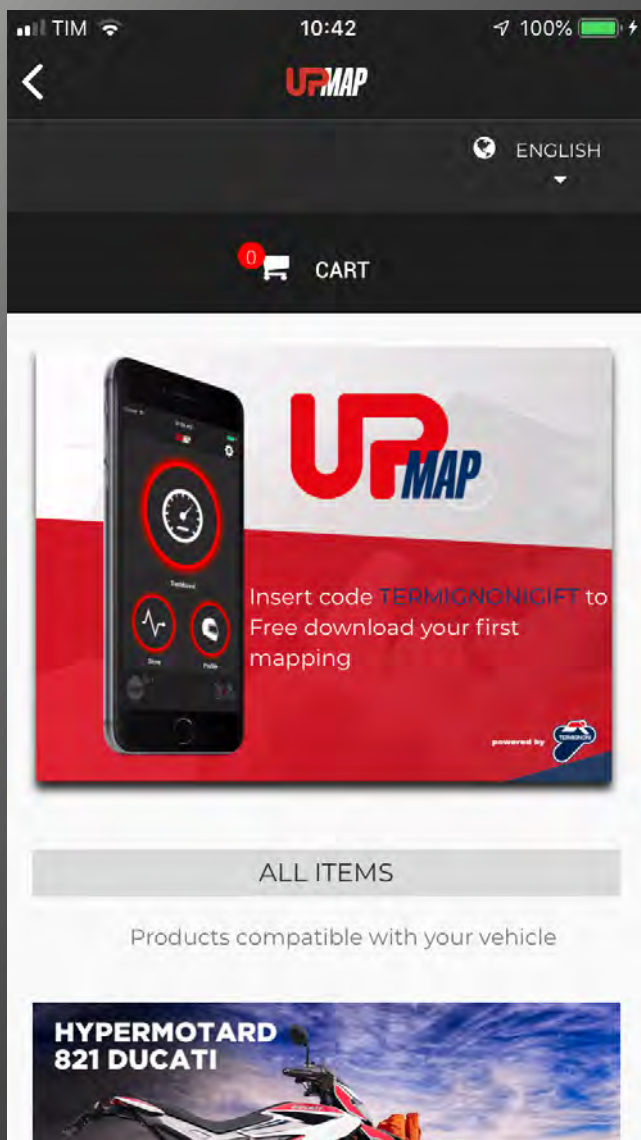 TIM
10:42
100%
UPMAP
ENGLISH
0
CART
UPMAP
Insert code TERMIGNONIGIFT to
Free download your first
mapping
powered by
TERMIGNONI
ALL ITEMS
Products compatible with your vehicle
HYPERMOTARD
821 DUCATI